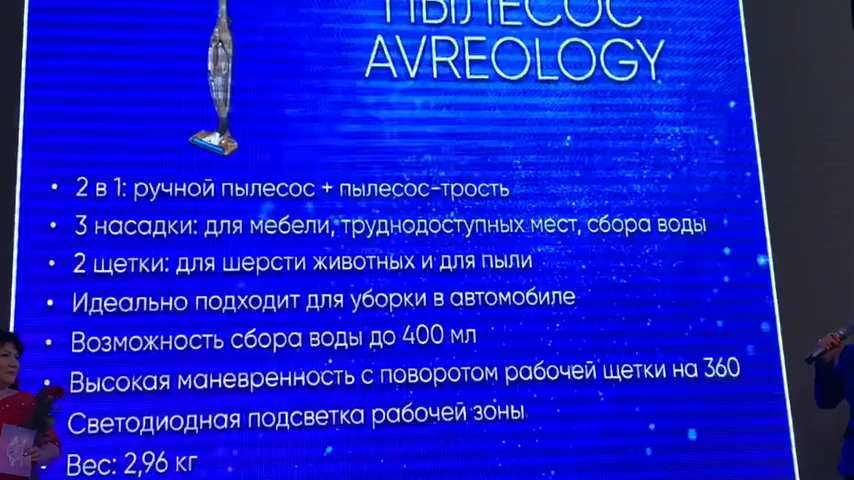 ПЫЛЕСОС
AVREOLOGY
• 2 в 1: ручной пылесос + пылесос-трость
• 3 насадки: для мебели, труднодоступных мест, сбора воды
• 2 щетки: для шерсти животных и для пыли
• Идеально подходит для уборки в автомобиле
• Возможность сбора воды до 400 мл
• Высокая маневренность с поворотом рабочей щетки на 360
Светодиодная подсветка рабочей зоны
• Вес: 2,96 кг